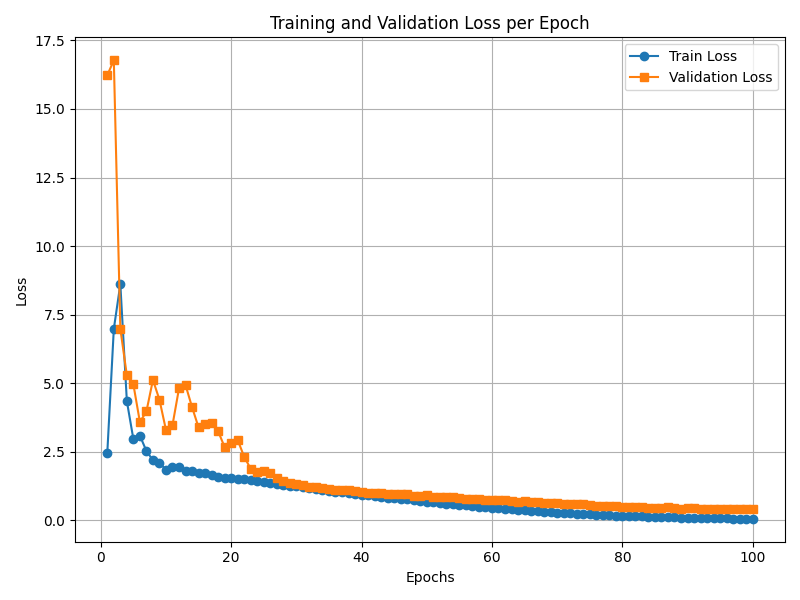 Training and Validation Loss per Epoch
17.5
15.0
12.5
10.0
7.5
5.0
2.5
0.0
Loss
Train Loss
Validation Loss
0 20 40 60 80 100
Epochs